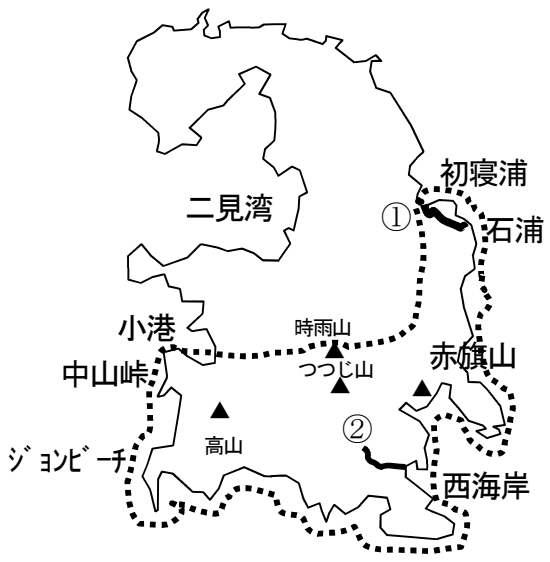 初寝浦
二見湾
①
石浦
小港
時雨山
赤旗山
中山峠
つつじ山
②
高山
ｼﾞｮﾝﾋﾞｰﾁ
西海岸